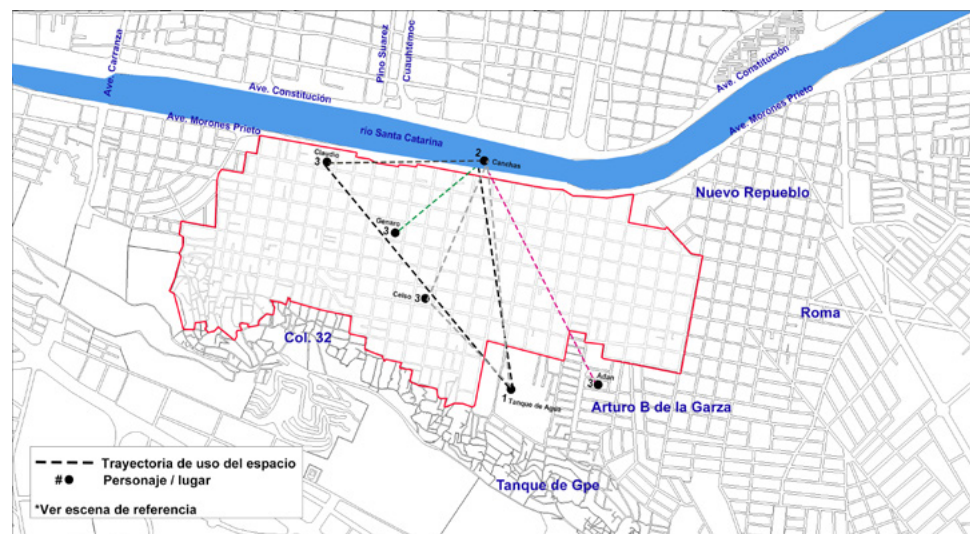 Ave. Carranza
Pino Suarez
Cuauhtémoc
Ave. Constitución
Ave. Constitución
Ave. Morones Prieto
Ave. Morones Prieto
río Santa Catarina
Claudio
3
2
Canchas
Nuevo Repueblo
Genaro
3
Celso 3
Roma
Col. 32
Adan
3
1
Tanque de Agua
Arturo B de la Garza
Tanque de Gpe
Trayectoria de uso del espacio
# Personaje / lugar
*Ver escena de referencia